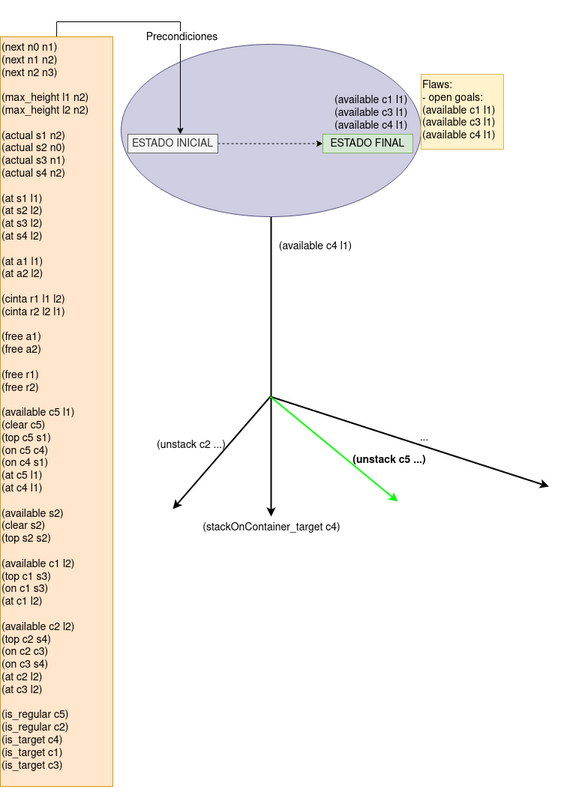 Precondiciones
(next n0 n1)
(next n1 n2)
(next n2 n3)
(max_height l1 n2)
(max_height l2 n2)
(actual s1 n2)
(actual s2 n0)
(actual s3 n1)
(actual s4 n2)
(at s1 l1)
(at s2 l2)
(at s3 l2)
(at s4 l2)
(at a1 l1)
(at a2 l2)
(cinta r1 l1 l2)
(cinta r2 l2 l1)
(free a1)
(free a2)
(free r1)
(free r2)
(available c5 l1)
(clear c5)
(top c5 s1)
(on c5 c4)
(on c4 s1)
(at c5 l1)
(at c4 l1)
(available s2)
(clear s2)
(top s2 s2)
(available c1 l2)
(top c1 s3)
(on c1 s3)
(at c1 l2)
(available c2 l2)
(top c2 s4)
(on c2 c3)
(on c3 s4)
(at c2 l2)
(at c3 l2)
(is_regular c5)
(is_regular c2)
(is_target c4)
(is_target c1)
(is_target c3)
ESTADO INICIAL
(available c1 l1)
(available c3 l1)
(available c4 l1)
ESTADO FINAL
Flaws:
- open goals:
(available c1 l1)
(available c3 l1)
(available c4 l1)
(available c4 l1)
(unstack c2 ...)
(stackOnContainer_target c4)
(unstack c5 ...)
...